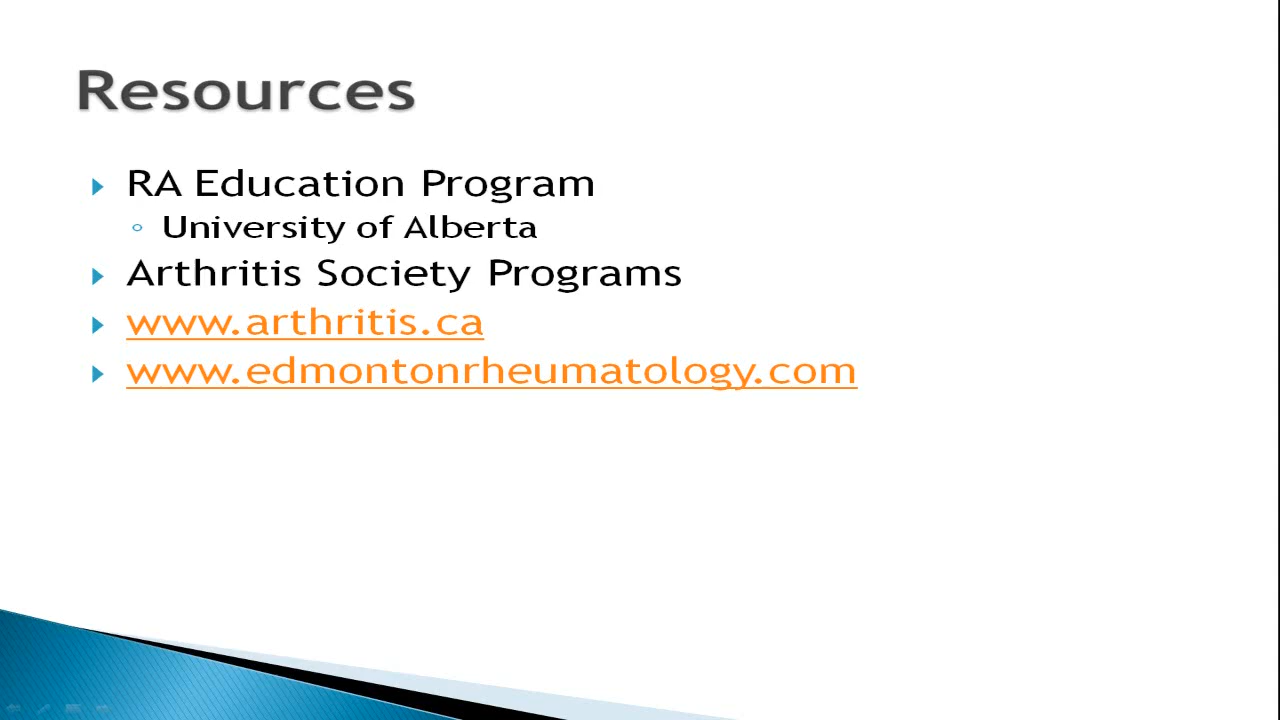 Resources
RA Education Program
University of Alberta
Arthritis Society Programs
www.arthritis.ca
www.edmontonrheumatology.com